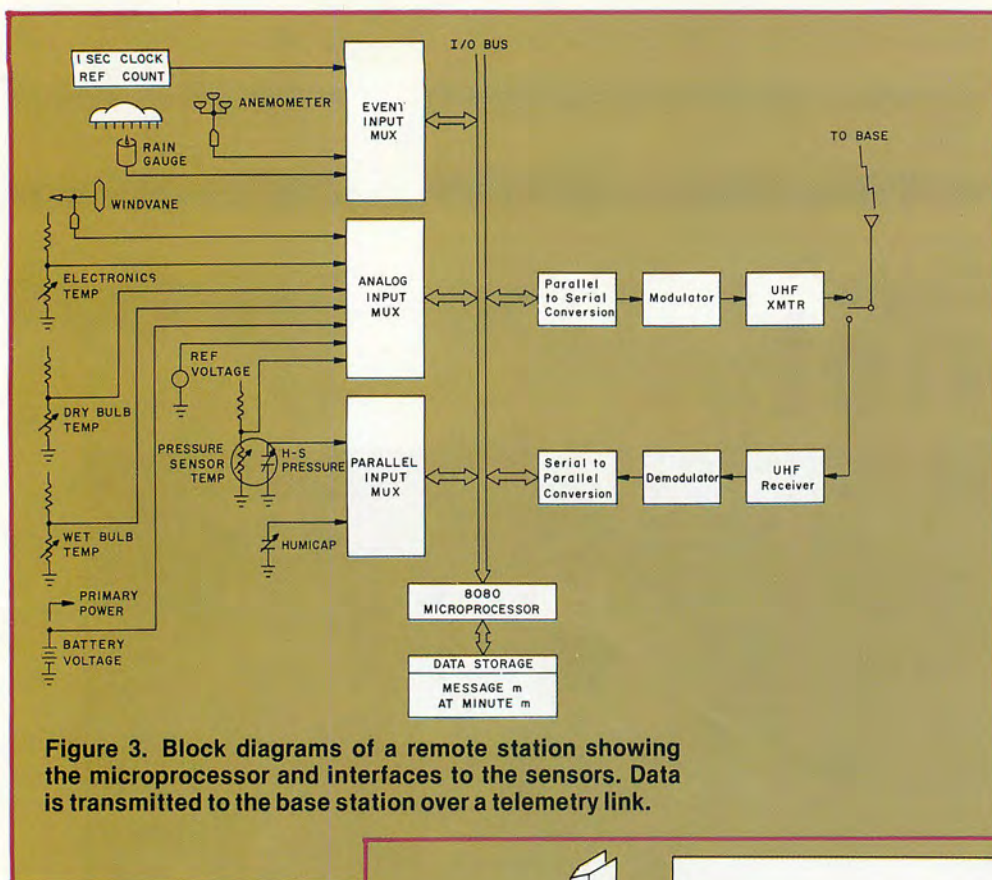 I/O BUS
1 SEC CLOCK
REF COUNT
ANEMOMETER
RAIN
GAUGE
EVENT
INPUT
MUX
TO BASE
WINDVANE
ELECTRONICS
TEMP
ANALOG
INPUT
MUX
Parallel
to Serial
Conversion
Modulator
UHF
XMTR
REF
VOLTAGE
DRY BULB
TEMP
PRESSURE
SENSOR
TEMP
H-S
PRESSURE
PARALLEL
INPUT
MUX
Serial to
Parallel
Conversion
Demodulator
UHF
Receiver
WET BULB
TEMP
HUMICAP
PRIMARY
POWER
BATTERY
VOLTAGE
8080
MICROPROCESSOR
DATA STORAGE
MESSAGE m
AT MINUTE m
Figure 3. Block diagrams of a remote station showing
the microprocessor and interfaces to the sensors. Data
is transmitted to the base station over a telemetry link.